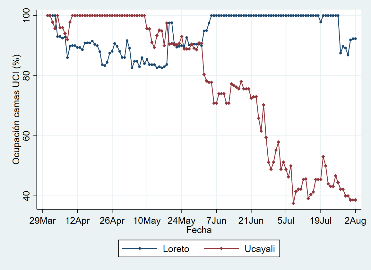 Ocupación camas UCI (%)
100
80
60
40
29Mar 12Apr 26Apr 10May 24May 7Jun 21Jun 5Jul 19Jul 2Aug
Fecha
Loreto Ucayali